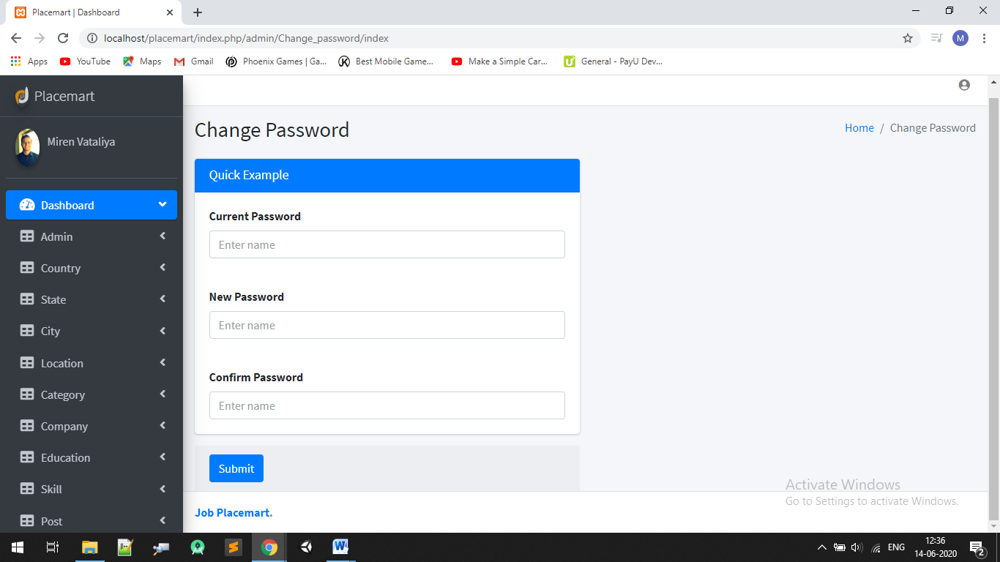 Placemart | Dashboard
localhost/placemart/index.php/admin/Change_password/index
M
Apps YouTube Maps Gmail Phoenix Games | Ga... Best Mobile Game... Make a Simple Car... General - PayU Dev...
Placemart
Miren Vataliya
Dashboard
Admin
Country
State
City
Location
Category
Company
Education
Skill
Post
Change Password
Home / Change Password
Quick Example
Current Password
Enter name
New Password
Enter name
Confirm Password
Enter name
Submit
Job Placemart.
Activate Windows
Go to Settings to activate Windows.
ENG
12:36
14-06-2020
2